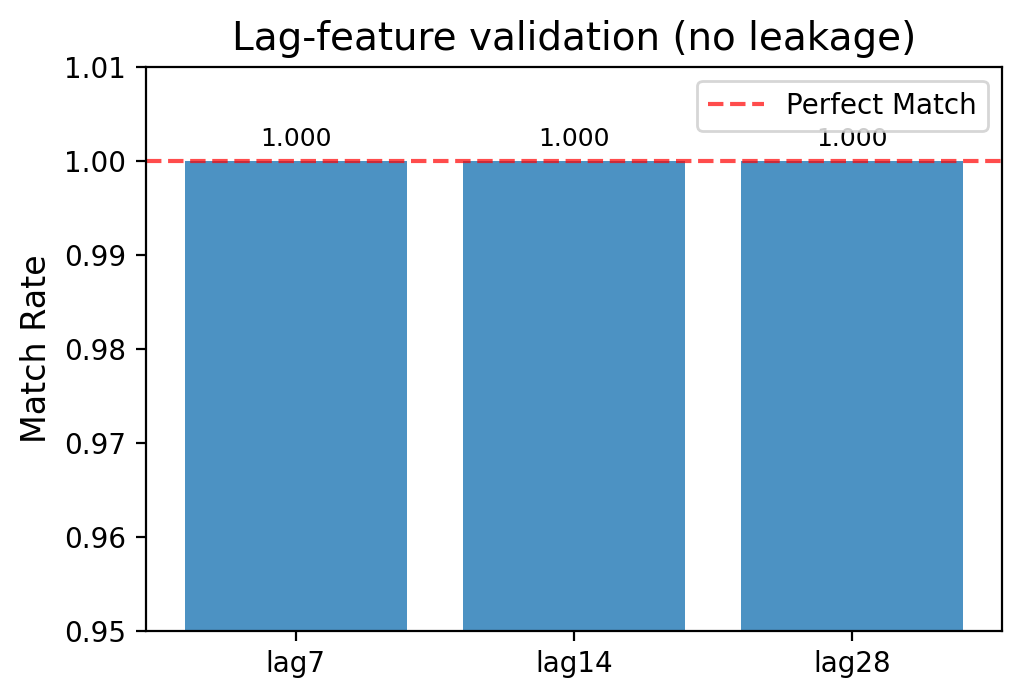 Lag-feature validation (no leakage)
Perfect Match
1.000 1.000 1.000
Match Rate
1.01
1.00
0.99
0.98
0.97
0.96
0.95
lag7 lag14 lag28